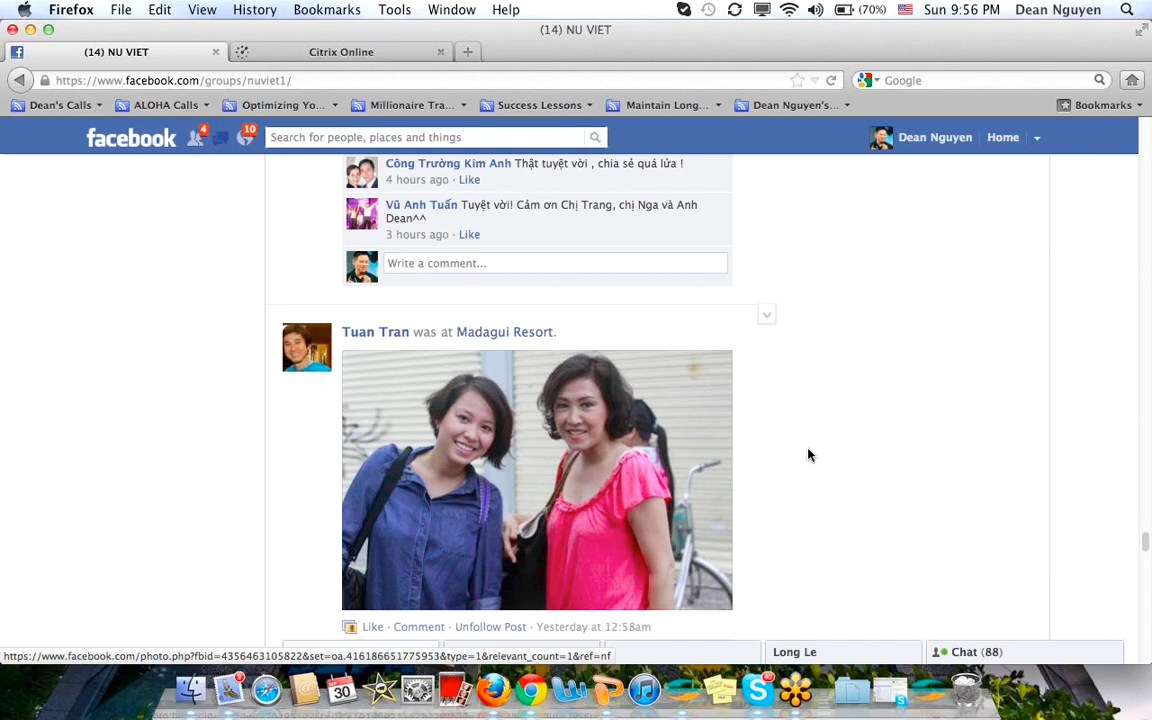 Firefox File Edit View History Bookmarks Tools Window Help (70%) Sun 9:56 PM Dean Nguyen
(14) NU VIET
(14) NU VIET Citrix Online
https://www.facebook.com/groups/nuviet1/ Google
Dean's Calls ALOHA Calls Optimizing Yo... Millionaire Tra... Success Lessons Maintain Long... Dean Nguyen's... Bookmarks
facebook 4 10 Search for people, places and things Dean Nguyen Home
Công Trường Kim Anh Thật tuyệt vời , chia sẻ quá lửa !
4 hours ago · Like
Vũ Anh Tuấn Tuyệt vời! Cảm ơn Chị Trang, chị Nga và Anh
Dean^^
3 hours ago · Like
Write a comment...
Tuan Tran was at Madagui Resort.
Like · Comment · Unfollow Post · Yesterday at 12:58am
https://www.facebook.com/photo.php?fbid=4356463105822&set=oa.416186651775953&type=1&relevant_count=1&ref=nf
Long Le Chat (88)
30